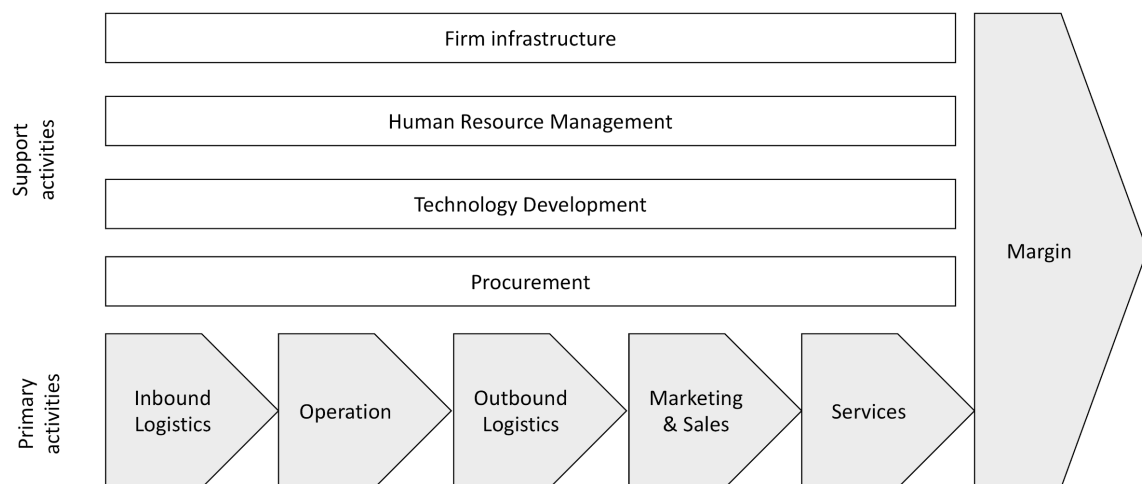 Support
activities
Firm infrastructure
Human Resource Management
Technology Development
Procurement
Margin
Primary
activities
Inbound
Logistics
Operation
Outbound
Logistics
Marketing
& Sales
Services